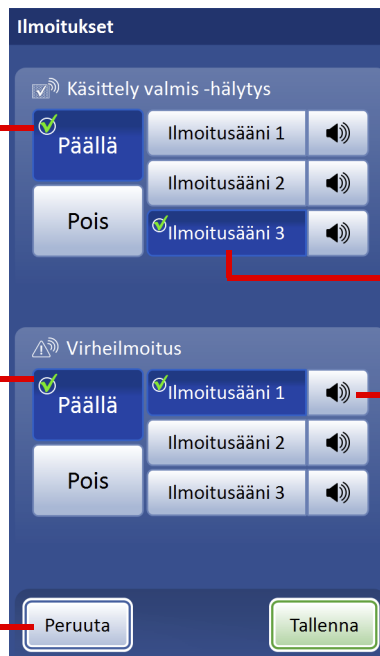 Ilmoitukset
Käsittely valmis -hälytys
Päällä
Ilmoitusääni 1
Ilmoitusääni 2
Pois
Ilmoitusääni 3
Virheilmoitus
Päällä
Ilmoitusääni 1
Ilmoitusääni 2
Pois
Ilmoitusääni 3
Peruuta
Tallenna